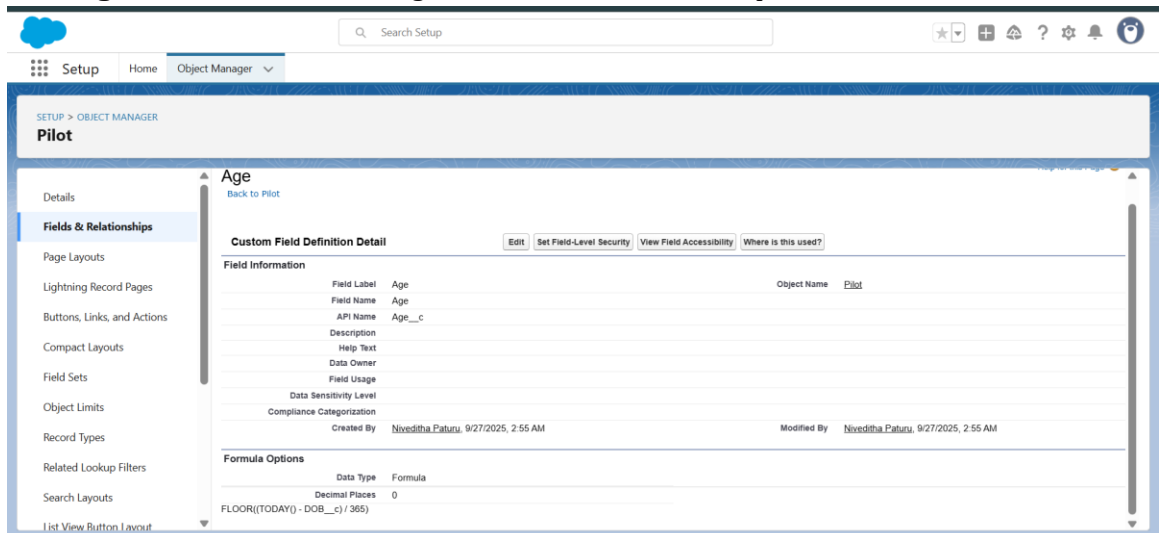 Search Setup
Setup Home Object Manager
SETUP > OBJECT MANAGER
Pilot
Details
Fields & Relationships
Page Layouts
Lightning Record Pages
Buttons, Links, and Actions
Compact Layouts
Field Sets
Object Limits
Record Types
Related Lookup Filters
Search Layouts
List View Button Layout
Age
Back to Pilot
Custom Field Definition Detail Edit Set Field-Level Security View Field Accessibility Where is this used?
Field Information
Field Label Age Object Name Pilot
Field Name Age
API Name Age__c
Description
Help Text
Data Owner
Field Usage
Data Sensitivity Level
Compliance Categorization
Created By Niveditha Paturu, 9/27/2025, 2:55 AM Modified By Niveditha Paturu, 9/27/2025, 2:55 AM
Formula Options
Data Type Formula
Decimal Places 0
FLOOR((TODAY() - DOB__c) / 365)